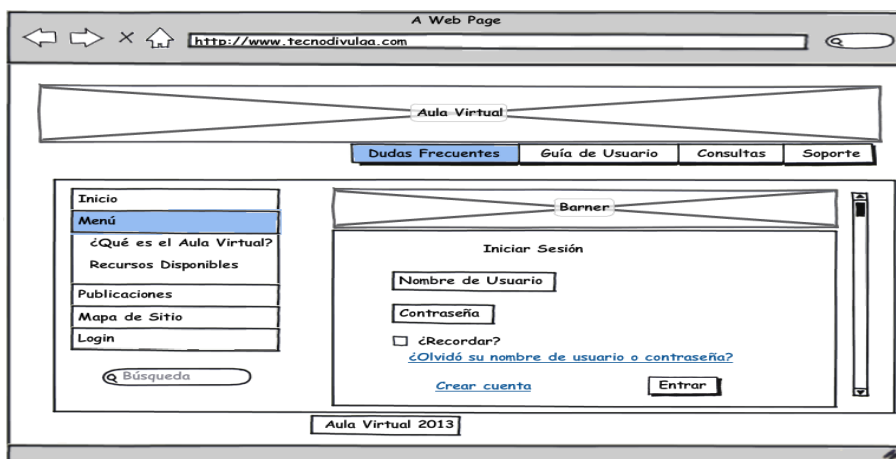 A Web Page
http://www.tecnodivulaa.com
Aula Virtual
Dudas Frecuentes Guía de Usuario Consultas Soporte
Inicio
Menú
¿Qué es el Aula Virtual?
Recursos Disponibles
Publicaciones
Mapa de Sitio
Login
Búsqueda
Barner
Iniciar Sesión
Nombre de Usuario
Contraseña
¿Recordar?
¿Olvidó su nombre de usuario o contraseña?
Crear cuenta Entrar
Aula Virtual 2013